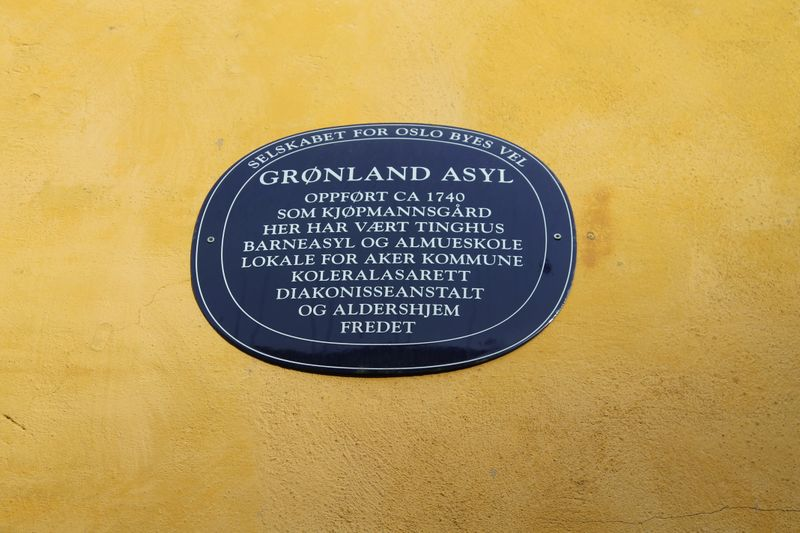 SELSKABET FOR OSLO BYES VEL
GRØNLAND ASYL
OPPFØRT CA 1740
SOM KJØPMANNSGÅRD
HER HAR VÆRT TINGHUS
BARNEASYL OG ALMUESKOLE
LOKALE FOR AKER KOMMUNE
KOLERALASARETT
DIAKONISSEANSTALT
OG ALDERSHJEM
FREDET